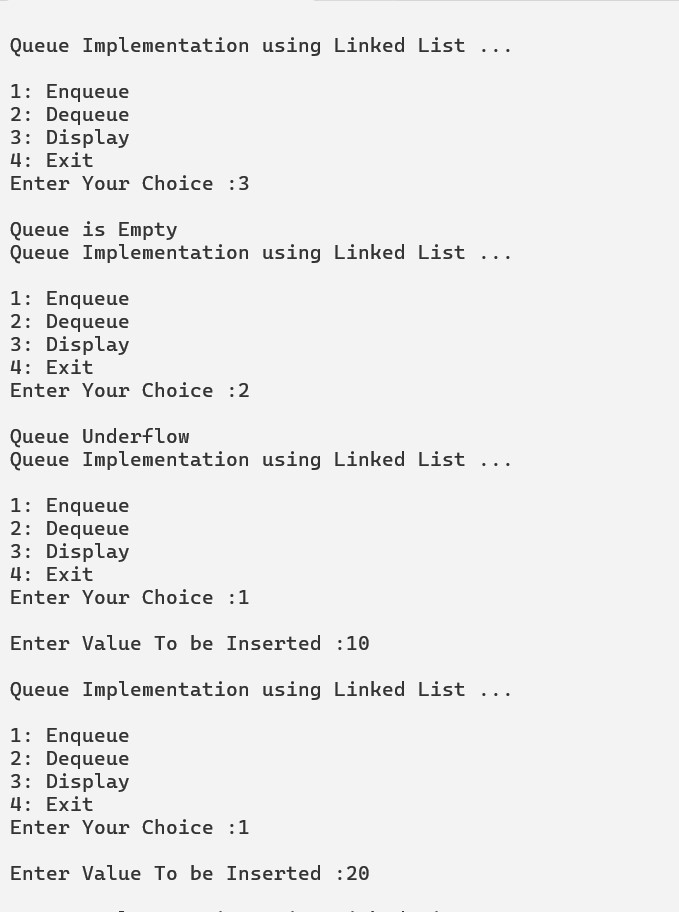 Queue Implementation using Linked List ...
1: Enqueue
2: Dequeue
3: Display
4: Exit
Enter Your Choice :3
Queue is Empty
Queue Implementation using Linked List ...
1: Enqueue
2: Dequeue
3: Display
4: Exit
Enter Your Choice :2
Queue Underflow
Queue Implementation using Linked List ...
1: Enqueue
2: Dequeue
3: Display
4: Exit
Enter Your Choice :1
Enter Value To be Inserted :10
Queue Implementation using Linked List ...
1: Enqueue
2: Dequeue
3: Display
4: Exit
Enter Your Choice :1
Enter Value To be Inserted :20